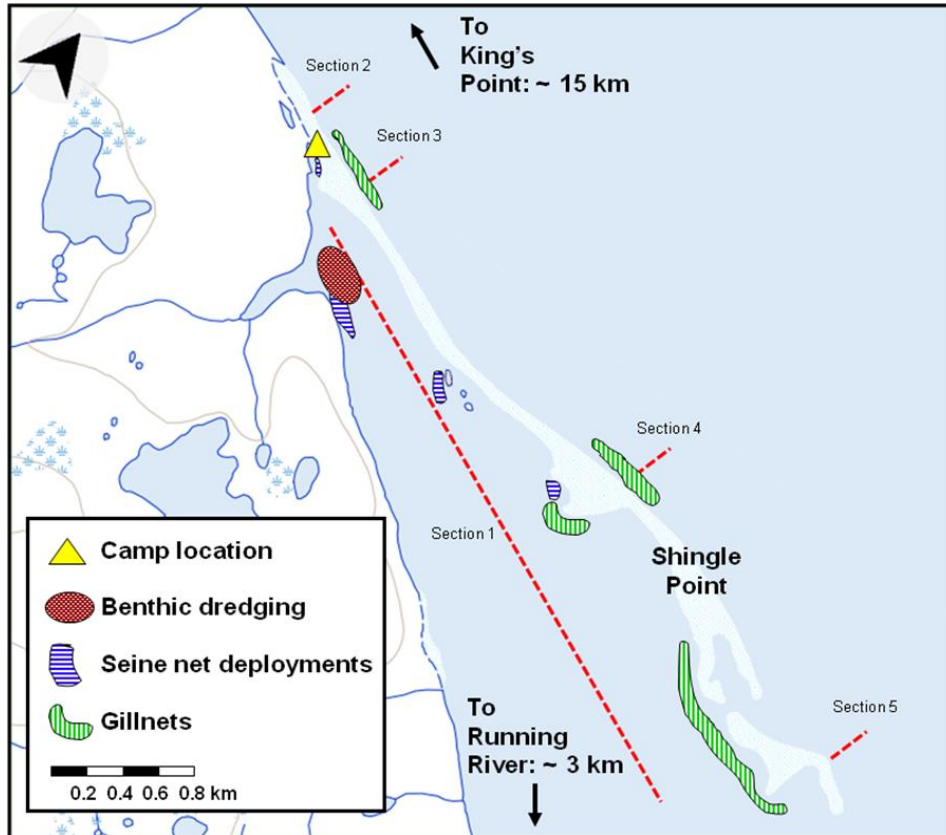 To
King's
Point: ~ 15 km
Section 2
Section 3
Section 4
Section 1
Shingle
Point
Section 5
To
Running
River: ~ 3 km
Camp location
Benthic dredging
Seine net deployments
Gillnets
0.2 0.4 0.6 0.8 km